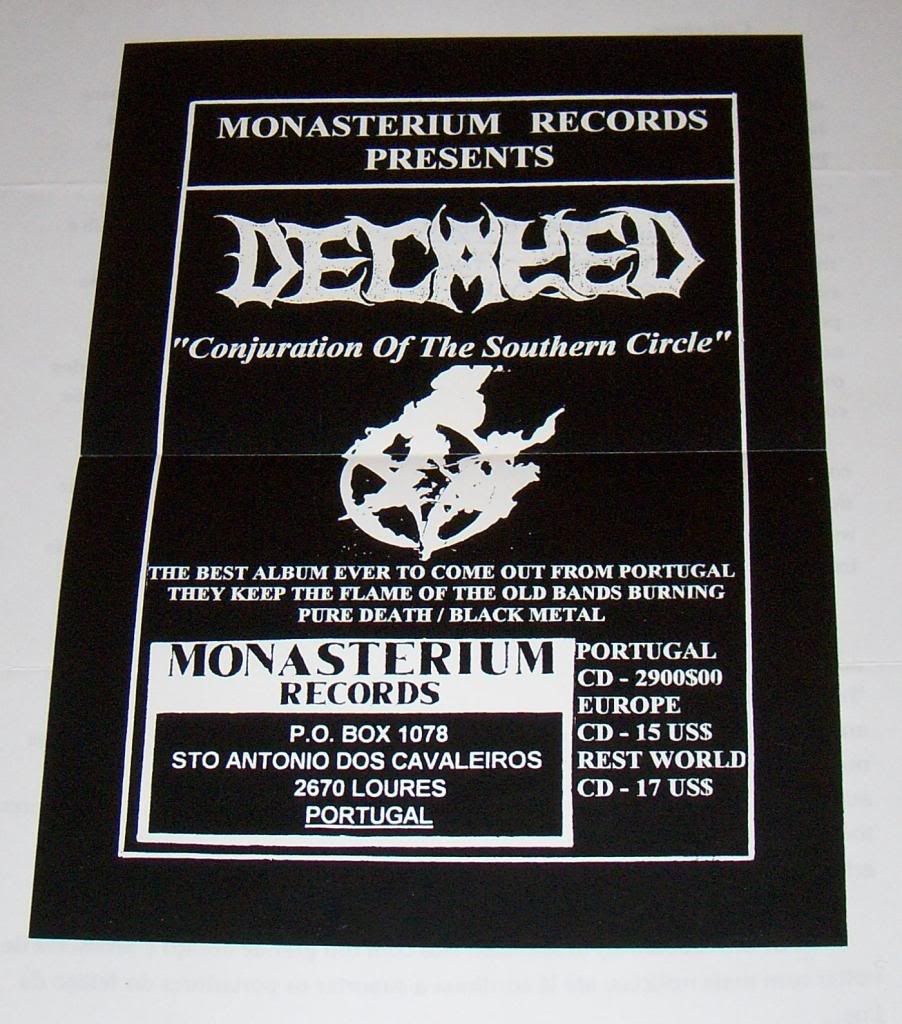 MONASTERIUM RECORDS
PRESENTS
DECAYED
"Conjuration Of The Southern Circle"
THE BEST ALBUM EVER TO COME OUT FROM PORTUGAL
THEY KEEP THE FLAME OF THE OLD BANDS BURNING
PURE DEATH / BLACK METAL
MONASTERIUM
RECORDS
P.O. BOX 1078
STO ANTONIO DOS CAVALEIROS
2670 LOURES
PORTUGAL
PORTUGAL
CD - 2900$00
EUROPE
CD - 15 US$
REST WORLD
CD - 17 US$